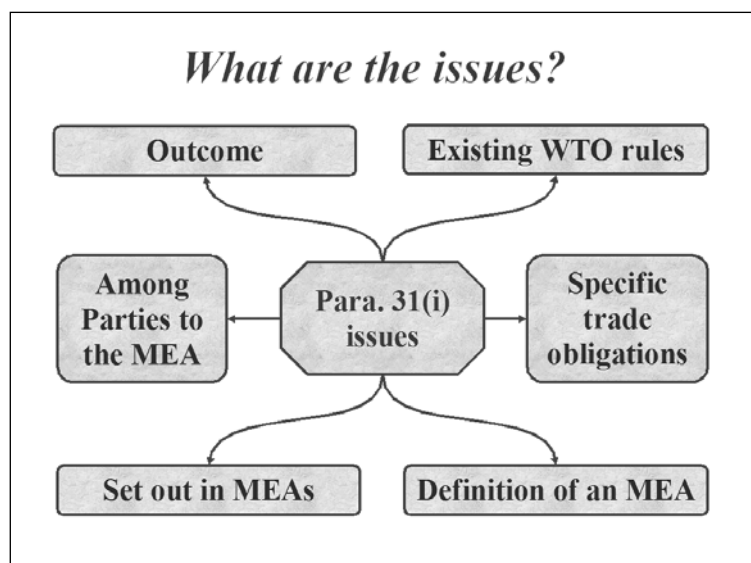 What are the issues?
Outcome
Existing WTO rules
Among
Parties to
the MEA
Para. 31(i)
issues
Specific
trade
obligations
Set out in MEAs
Definition of an MEA